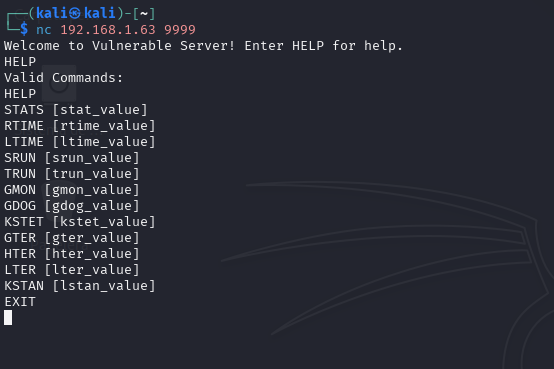 ┌──(kali㉿kali)-[~]
└─$ nc 192.168.1.63 9999
Welcome to Vulnerable Server! Enter HELP for help.
HELP
Valid Commands:
HELP
STATS [stat_value]
RTIME [rtime_value]
LTIME [ltime_value]
SRUN [srun_value]
TRUN [trun_value]
GMON [gmon_value]
GDOG [gdog_value]
KSTET [kstet_value]
GTER [gter_value]
HTER [hter_value]
LTER [lter_value]
KSTAN [lstan_value]
EXIT